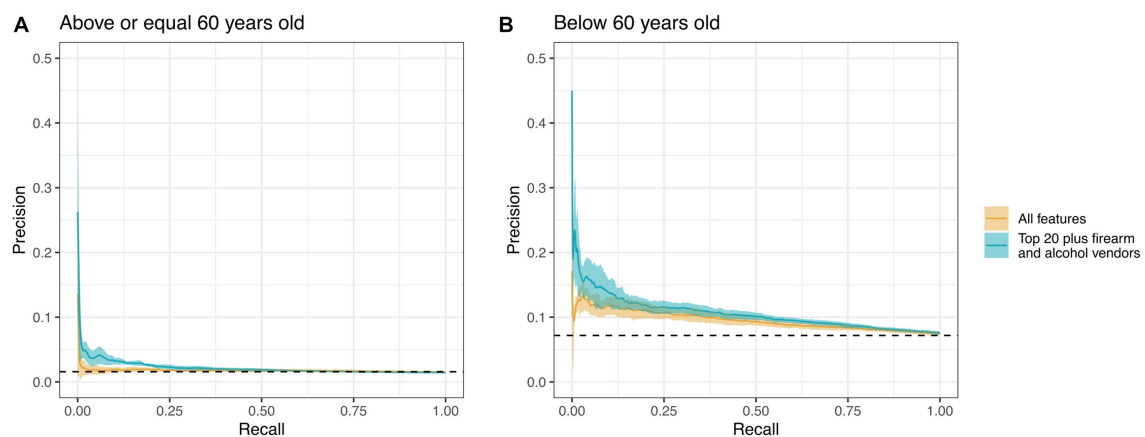 A Above or equal 60 years old
0.5
0.4
0.3
0.2
0.1
0.0
Precision
0.00 0.25 0.50 0.75 1.00
Recall
B Below 60 years old
0.5
0.4
0.3
0.2
0.1
0.0
Precision
0.00 0.25 0.50 0.75 1.00
Recall
All features
Top 20 plus firearm
and alcohol vendors